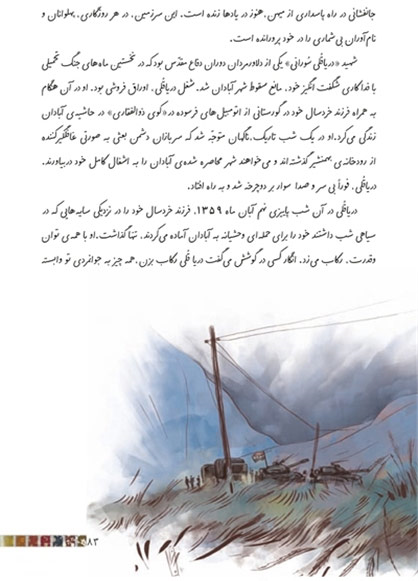 جانفشانی در راه پاسداری از میهن، هنوز در یادها زنده است. این سرزمین، در هر روزگاری، پهلوانان و
نام‌آوران بی‌شماری را در خود پرورانده است.
شهید «دریاقلی سُورانی» یکی از دلاورمردان دوران دفاع مقدّس بود که در نخستین ماه‌های جنگ تحمیلی
با فداکاری شگفت‌انگیز خود، مانع سقوط شهر آبادان شد. شغل دریاقلی، اوراق فروشی بود. او در آن هنگام
به همراه فرزند خردسال خود در گورستانی از اتومبیل‌های فرسوده در «کوی ذوالفقاری» در حاشیه‌ی آبادان
زندگی می‌کرد. او در یک شب تاریک، ناگهان متوجّه شد که سربازان دشمن بعثی به صورتی غافلگیرکننده
از رودخانه‌ی بهمنشیر گذشته‌اند و می‌خواهند شهر محاصره شده‌ی آبادان را به اشغال کامل خود دربیاورند.
دریاقلی، فوراً بی سر و صدا سوار بر دوچرخه شد و به راه افتاد.
دریاقلی در آن شب پاییزی نهم آبان ماه ۱۳۵۹، فرزند خردسال خود را در نزدیکی سایه‌هایی که در
سیاهی شب داشتند خود را برای حمله‌ای وحشیانه به آبادان آماده می‌کردند، تنها گذاشت. او با همه‌ی توان
وقدرت، رکاب می‌زد. انگار کسی در گوشش می‌گفت دریا قلی رکاب بزن، همه چیز به جوانمردی تو وابسته
۸۳